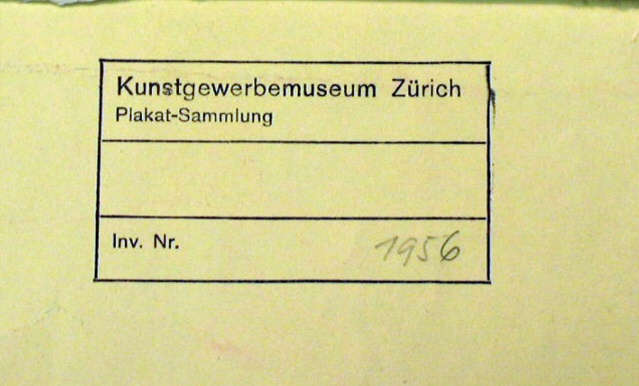 Kunstgewerbemuseum Zürich
Plakat-Sammlung
Inv. Nr. 1956